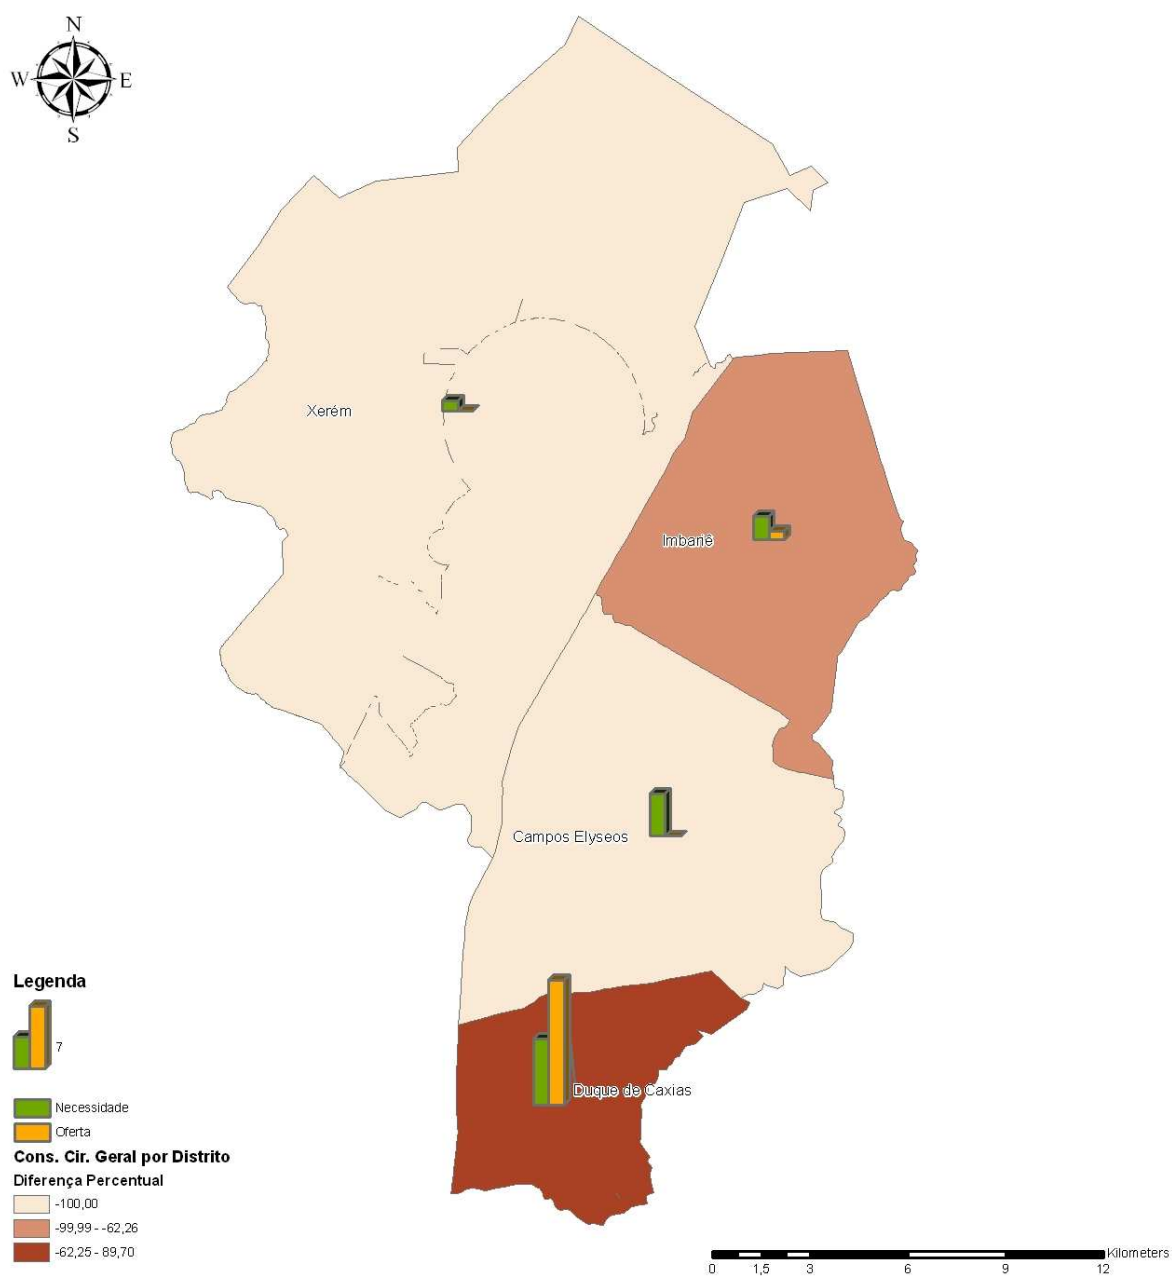 N
W E
S
Xerém
Imbariê
Campos Elyseos
Duque de Caxias
Legenda
7
Necessidade
Oferta
Cons. Cir. Geral por Distrito
Diferença Percentual
-100,00
-99,99 - -62,26
-62,25 - 89,70
Kilometers
0 1,5 3 6 9 12